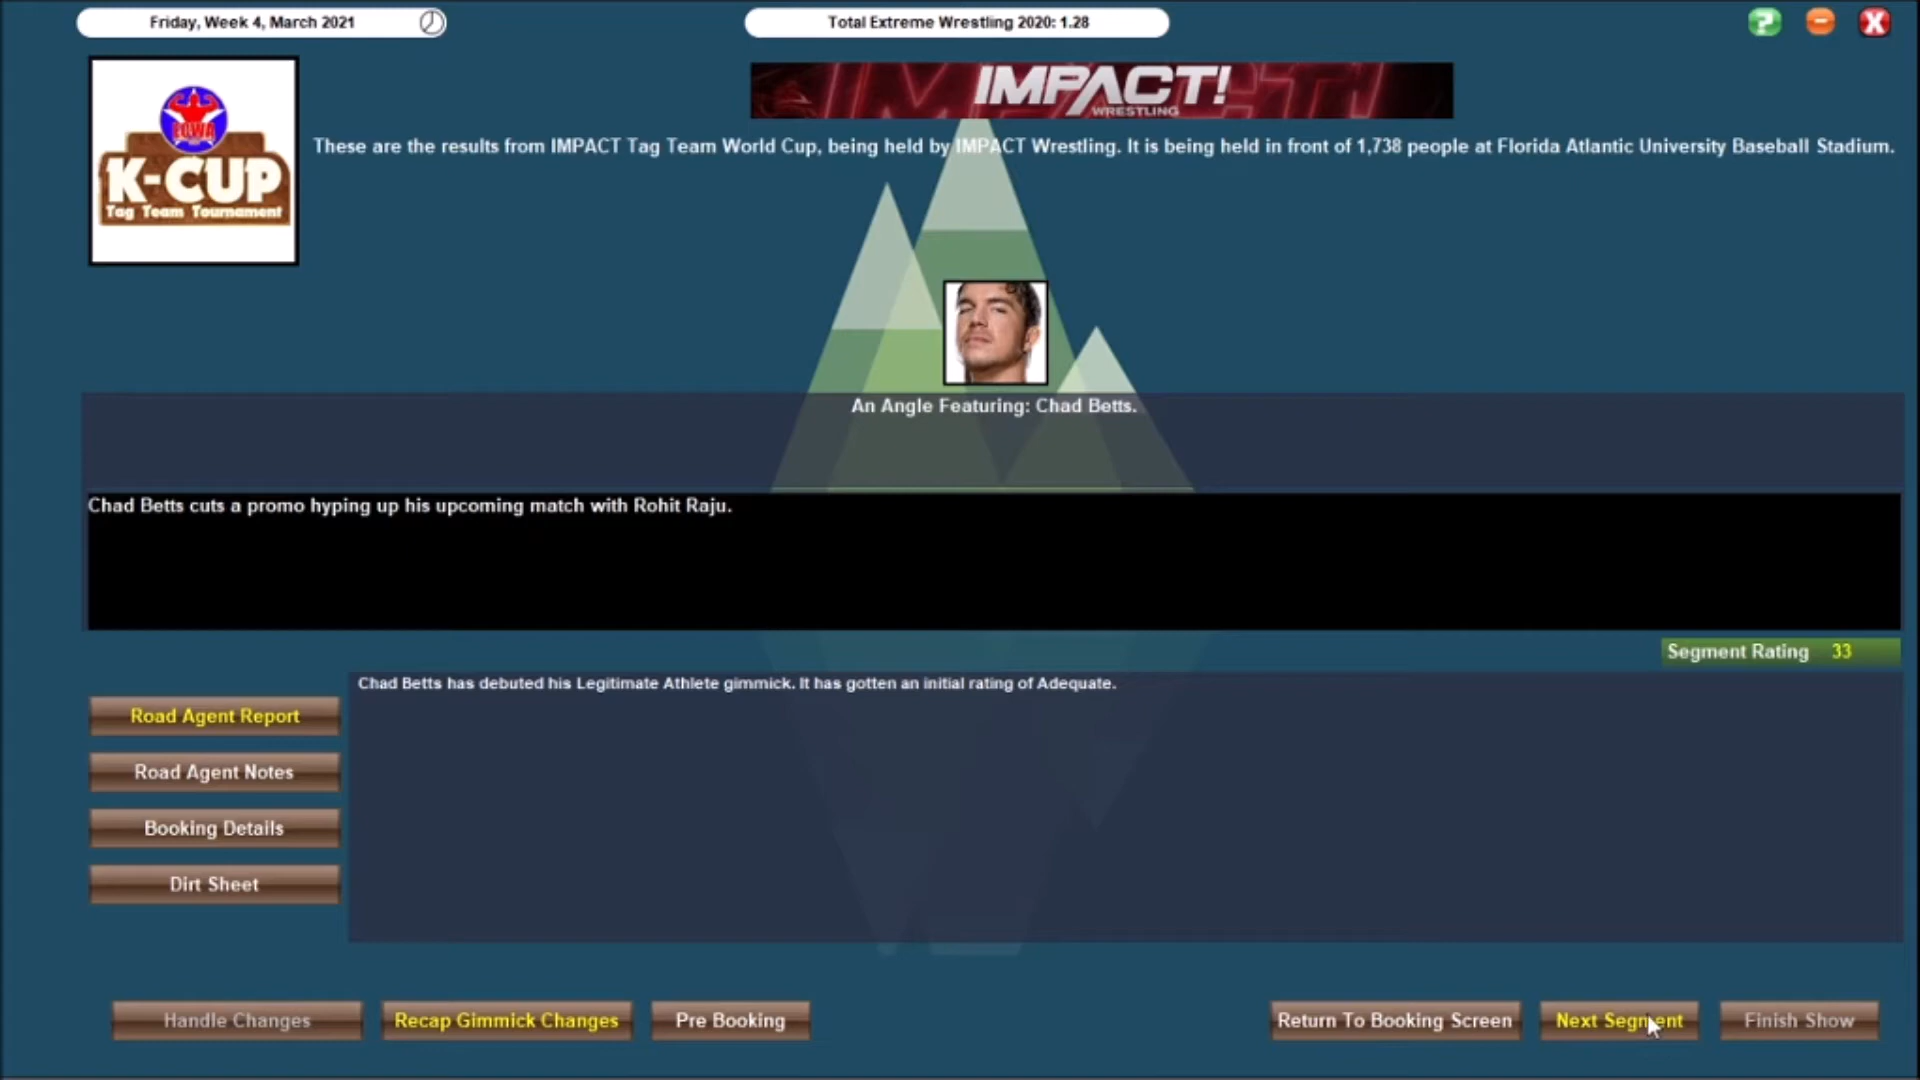 Friday, Week 4, March 2021
Total Extreme Wrestling 2020: 1.28
IMPACT!
WRESTLING
ECWA
K-CUP
Tag Team Tournament
These are the results from IMPACT Tag Team World Cup, being held by IMPACT Wrestling. It is being held in front of 1,738 people at Florida Atlantic University Baseball Stadium.
An Angle Featuring: Chad Betts.
Chad Betts cuts a promo hyping up his upcoming match with Rohit Raju.
Segment Rating 33
Chad Betts has debuted his Legitimate Athlete gimmick. It has gotten an initial rating of Adequate.
Road Agent Report
Road Agent Notes
Booking Details
Dirt Sheet
Handle Changes
Recap Gimmick Changes
Pre Booking
Return To Booking Screen
Next Segment
Finish Show